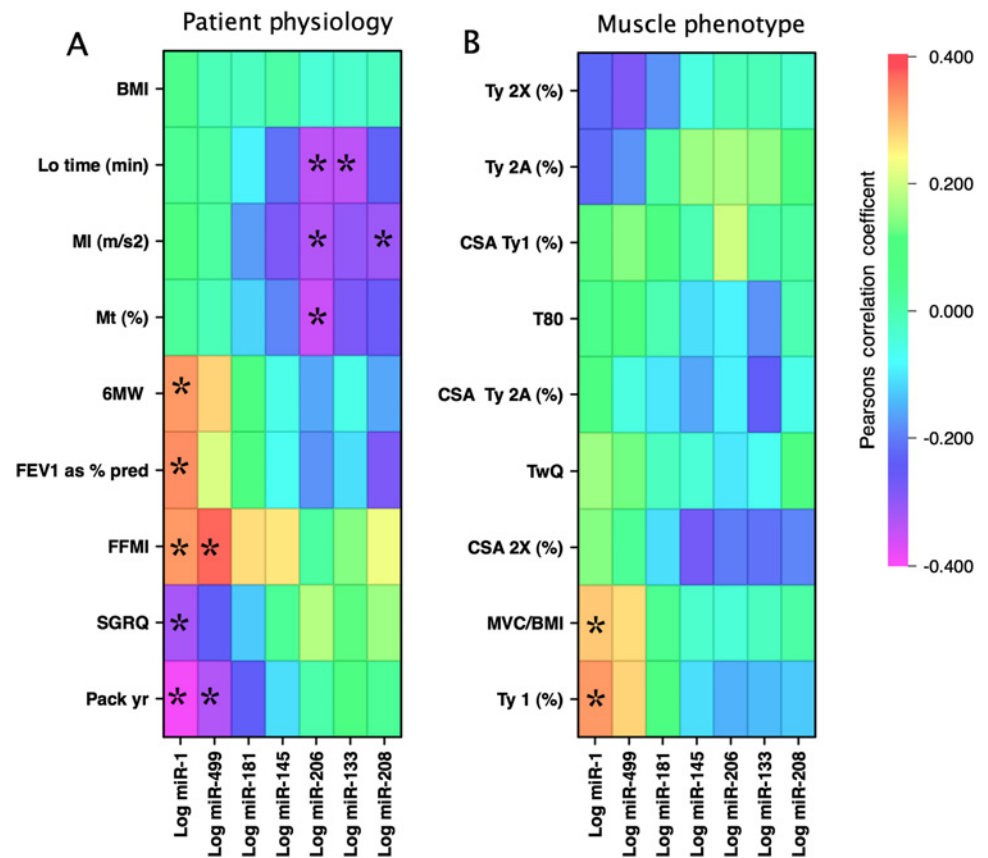 Patient physiology
Muscle phenotype
A
B
BMI
Lo time (min)
MI (m/s2)
Mt (%)
6MW
FEV1 as % pred
FFMI
SGRQ
Pack yr
* *
* *
*
*
*
* *
*
* *
Log miR-1
Log miR-499
Log miR-181
Log miR-145
Log miR-206
Log miR-133
Log miR-208
Ty 2X (%)
Ty 2A (%)
CSA Ty1 (%)
T80
CSA Ty 2A (%)
TwQ
CSA 2X (%)
MVC/BMI
Ty 1 (%)
*
*
Log miR-1
Log miR-499
Log miR-181
Log miR-145
Log miR-206
Log miR-133
Log miR-208
0.400
0.200
0.000
-0.200
-0.400
Pearsons correlation coefficent